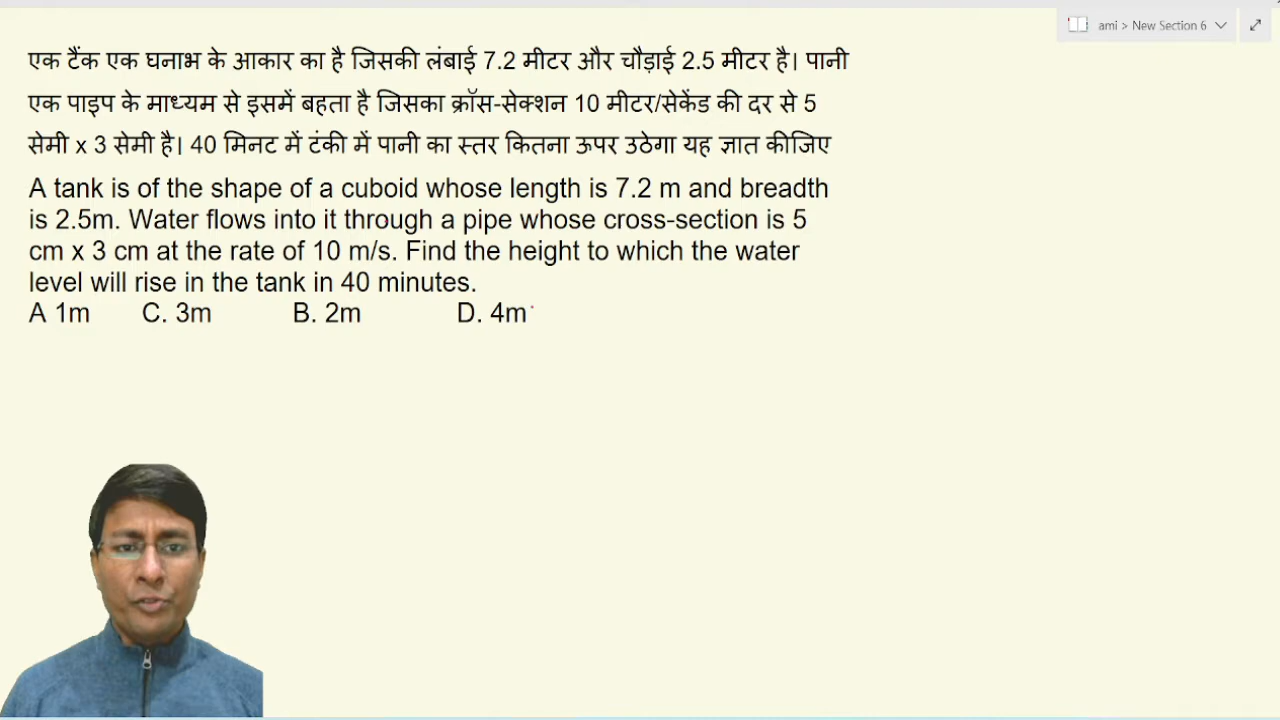 ami > New Section 6
एक टैंक एक घनाभ के आकार का है जिसकी लंबाई 7.2 मीटर और चौड़ाई 2.5 मीटर है। पानी
एक पाइप के माध्यम से इसमें बहता है जिसका क्रॉस-सेक्शन 10 मीटर/सेकेंड की दर से 5
सेमी x 3 सेमी है। 40 मिनट में टंकी में पानी का स्तर कितना ऊपर उठेगा यह ज्ञात कीजिए
A tank is of the shape of a cuboid whose length is 7.2 m and breadth
is 2.5m. Water flows into it through a pipe whose cross-section is 5
cm x 3 cm at the rate of 10 m/s. Find the height to which the water
level will rise in the tank in 40 minutes.
A 1m C. 3m B. 2m D. 4m